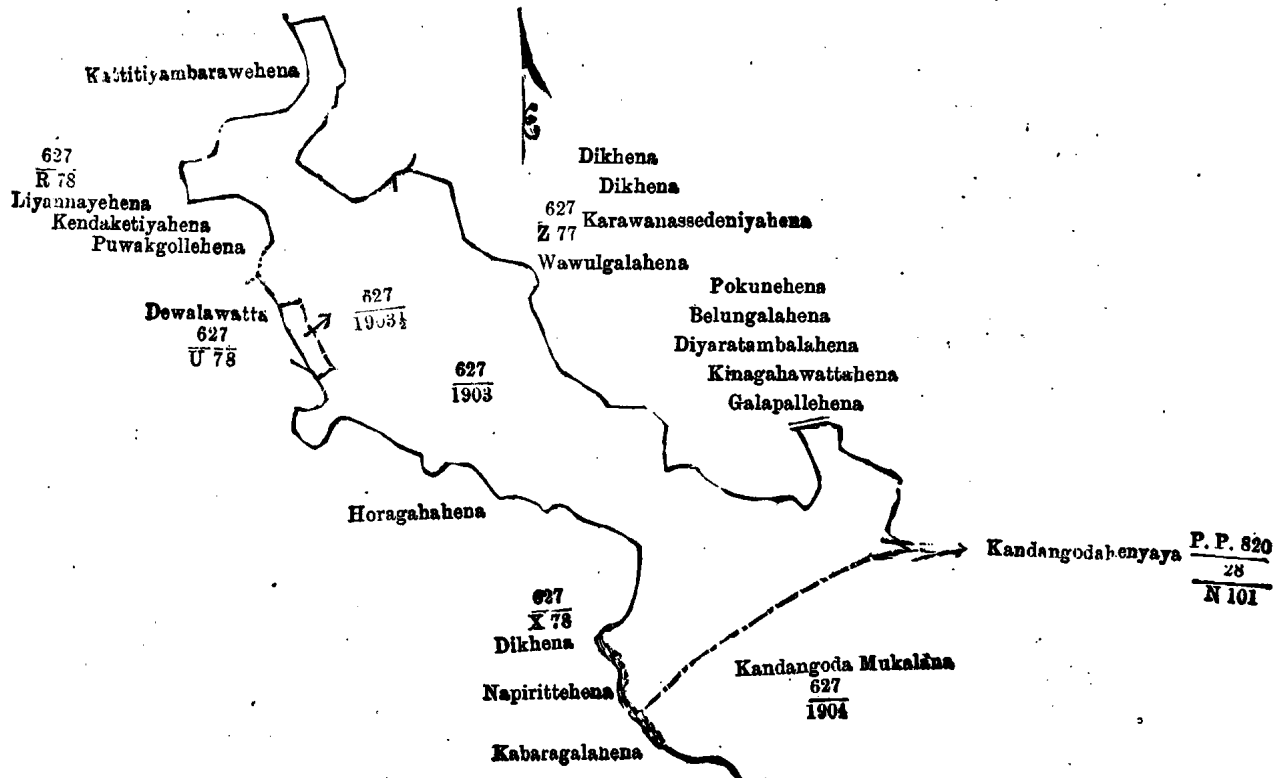 Kattitiyambarawehena
627
R 78
Liyannayehena
Kendaketiyahena
Puwakgollehena
Dewalawatta
627
U 78
627
1903½
627
1903
Dikhena
Dikhena
627
Z 77 Karawanassedeniyahena
Wawulgalahena
Pokunehena
Belungalahena
Diyaratambalahena
Kinagahawattahena
Galapallehena
Horagahahena
Kandangodahenyaya
P. P. 820
28
N 101
627
X 78
Dikhena
Napirittehena
Kabaragalahena
Kandangoda Mukalana
627
1904